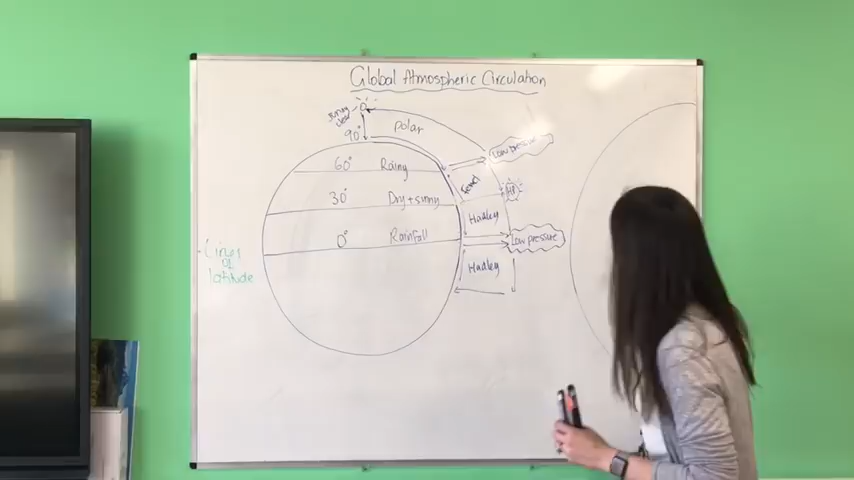 Global Atmospheric Circulation
90°
Polar
Low pressure
60° Rainy
Ferrel
HP
30° Dry + sunny
Hadley
0° Rainfall
Low pressure
Lines
of
latitude
Hadley